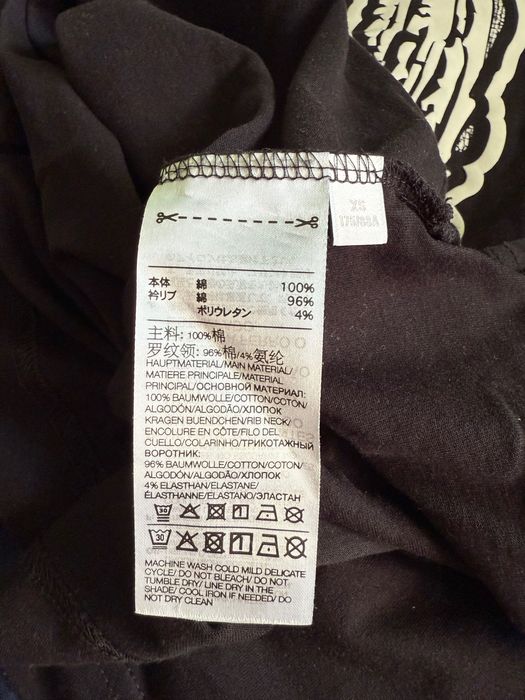 XS
175/88A
本体 綿 100%
衿リブ 綿 96%
ポリウレタン 4%
主料: 100%棉
罗纹领: 96%棉/4%氨纶
HAUPTMATERIAL/MAIN MATERIAL/
MATIERE PRINCIPALE/MATERIAL
PRINCIPAL/ОСНОВНОЙ МАТЕРИАЛ:
100% BAUMWOLLE/COTTON/COTON/
ALGODÓN/ALGODÃO/ХЛОПОК
KRAGEN BUENDCHEN/RIB NECK/
ENCOLURE EN CÔTE/FILO DEL
CUELLO/COLARINHO/ТРИКОТАЖНЫЙ
ВОРОТНИК:
96% BAUMWOLLE/COTTON/COTON/
ALGODÓN/ALGODÃO/ХЛОПОК
4% ELASTHAN/ELASTANE/
ÉLASTHANNE/ELASTANO/ЭЛАСТАН
30
30
MACHINE WASH COLD MILD DELICATE
CYCLE/ DO NOT BLEACH/ DO NOT
TUMBLE DRY/ LINE DRY IN THE
SHADE/ COOL IRON IF NEEDED/ DO
NOT DRY CLEAN